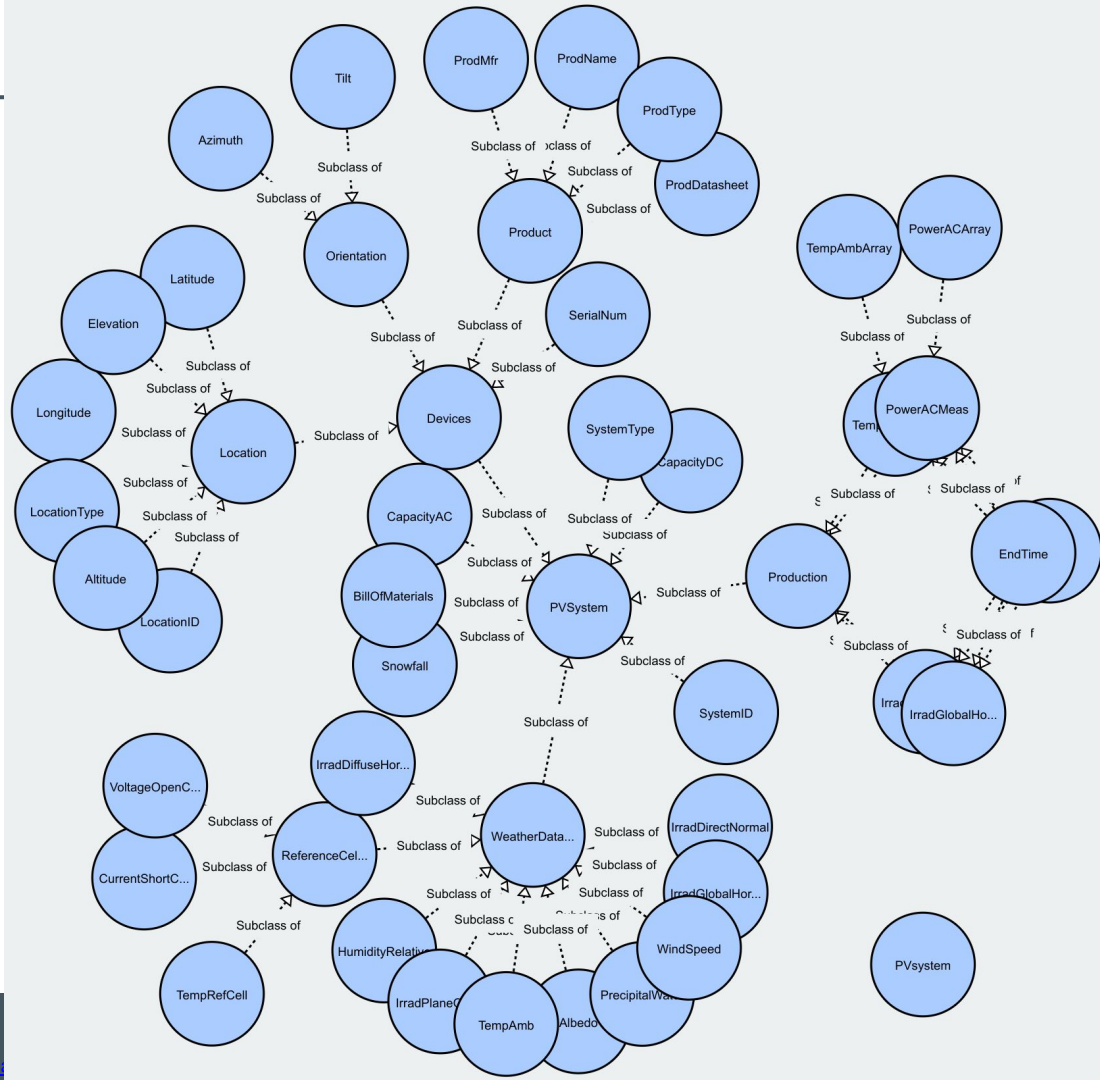 ProdMfr
ProdName
Tilt
ProdType
Azimuth
Subclass of
Subclass of
Subclass of
Subclass of
ProdDatasheet
Subclass of
Subclass of
Product
PowerACArray
TempAmbArray
Orientation
Latitude
Elevation
SerialNum
Subclass of
Subclass of
Subclass of
Subclass of
Subclass of
Subclass of
Subclass of
Longitude
Devices
PowerACMeas
SystemType
Subclass of
Subclass of
Location
CapacityDC
Subclass of
Subclass of
Subclass of
LocationType
Subclass of
CapacityAC
Subclass of
Subclass of
Subclass of
Subclass of
EndTime
Subclass of
Altitude
Production
BillOfMaterials
Subclass of
PVSystem
Subclass of
LocationID
Subclass of
Subclass of
Subclass of
Subclass of
Snowfall
SystemID
IrradGlobalHo...
Subclass of
IrradDiffuseHor...
VoltageOpenC...
Subclass of
IrradDirectNormal
Subclass of
Subclass of
WeatherData...
Subclass of
ReferenceCel...
Subclass of
Subclass of
CurrentShortC...
Subclass of
Subclass of
IrradGlobalHor...
Subclass of
Subclass of
HumidityRelativ
WindSpeed
PVsystem
TempRefCell
IrradPlane
PrecipitalWa
TempAmb
Albedo